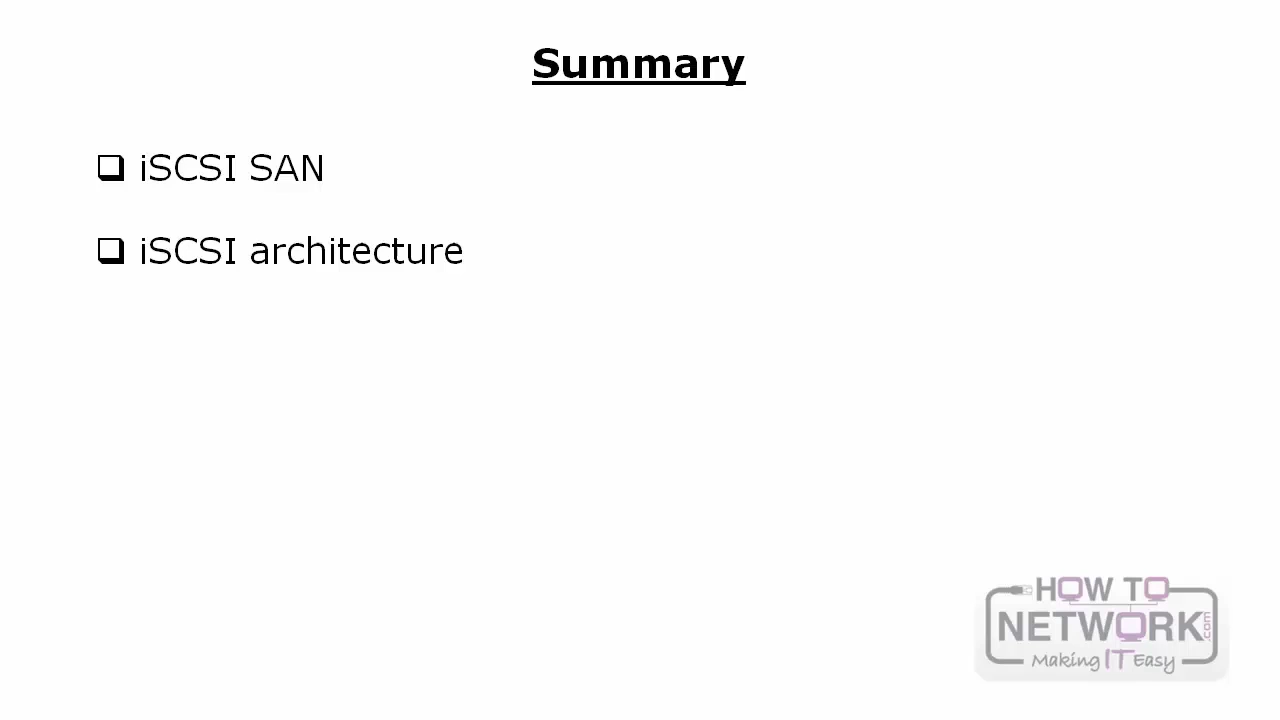 Summary
❑ iSCSI SAN
❑ iSCSI architecture
HOW TO
NETWORK.com
Making IT Easy